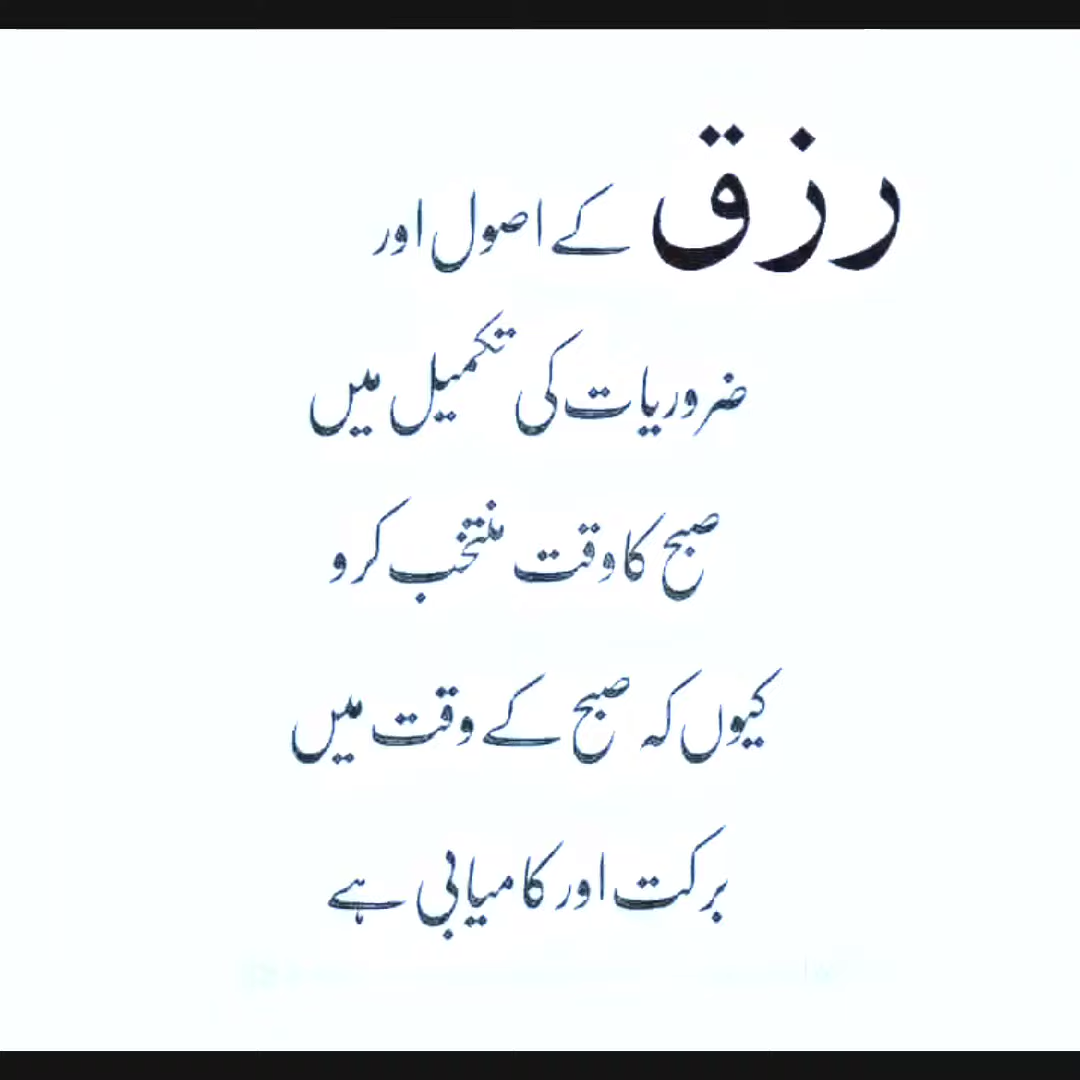 رزق کے اصول اور
ضروریات کی تکمیل میں
صبح کا وقت منتخب کرو
کیوں کہ صبح کے وقت میں
برکت اور کامیابی ہے